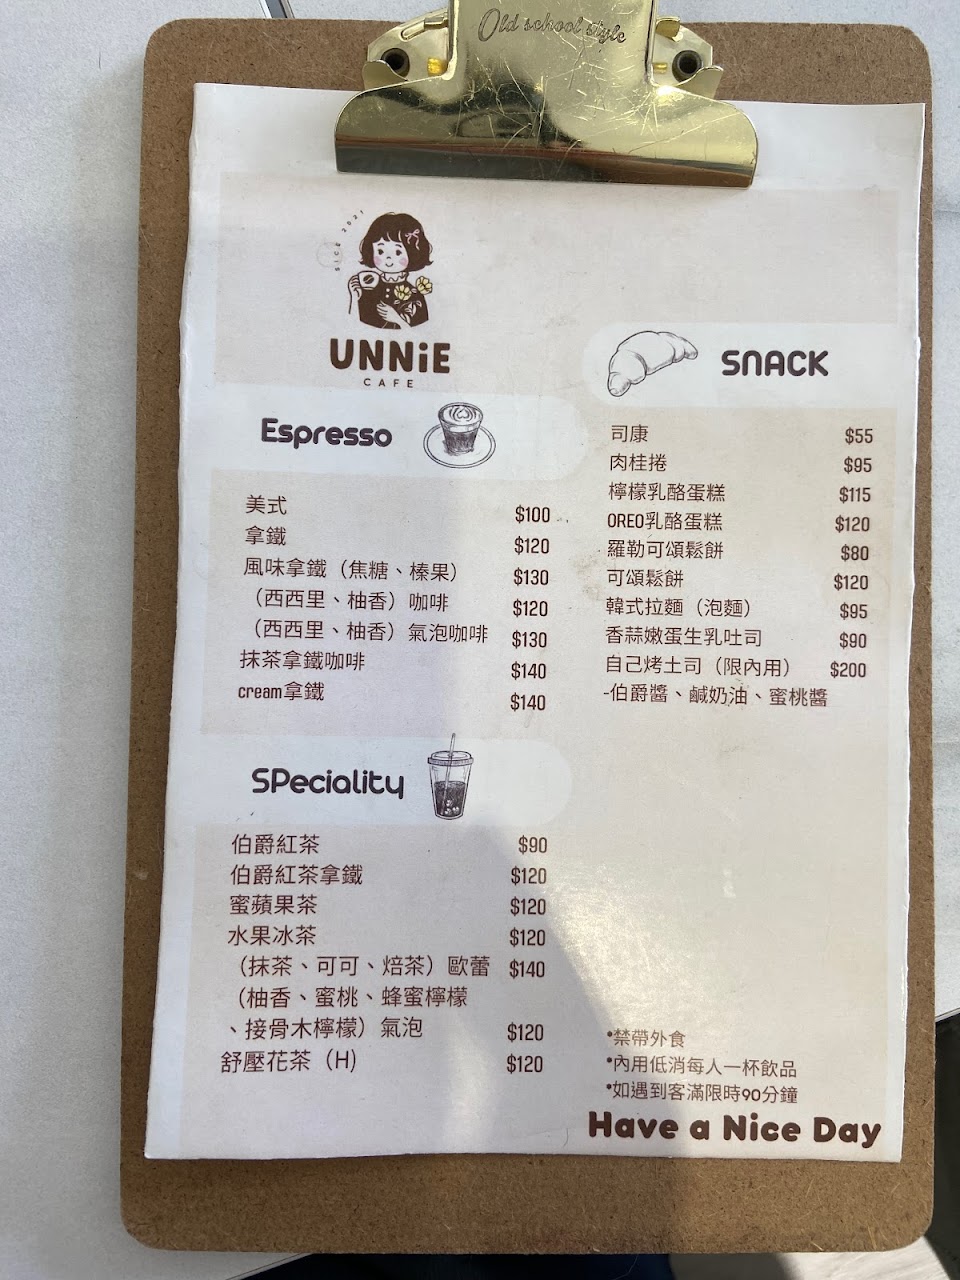 Old school style
SICE 2021
UNNiE
CAFE
Espresso
美式 $100
拿鐵 $120
風味拿鐵（焦糖、榛果） $130
（西西里、柚香）咖啡 $120
（西西里、柚香）氣泡咖啡 $130
抹茶拿鐵咖啡 $140
cream拿鐵 $140
SPeciality
伯爵紅茶 $90
伯爵紅茶拿鐵 $120
蜜蘋果茶 $120
水果冰茶 $120
（抹茶、可可、焙茶）歐蕾 $140
（柚香、蜜桃、蜂蜜檸檬
、接骨木檸檬）氣泡 $120
舒壓花茶（H） $120
SNACK
司康 $55
肉桂捲 $95
檸檬乳酪蛋糕 $115
OREO乳酪蛋糕 $120
羅勒可頌鬆餅 $80
可頌鬆餅 $120
韓式拉麵（泡麵） $95
香蒜嫩蛋生乳吐司 $90
自己烤土司（限內用） $200
-伯爵醬、鹹奶油、蜜桃醬
•禁帶外食
•內用低消每人一杯飲品
•如遇到客滿限時90分鐘
Have a Nice Day